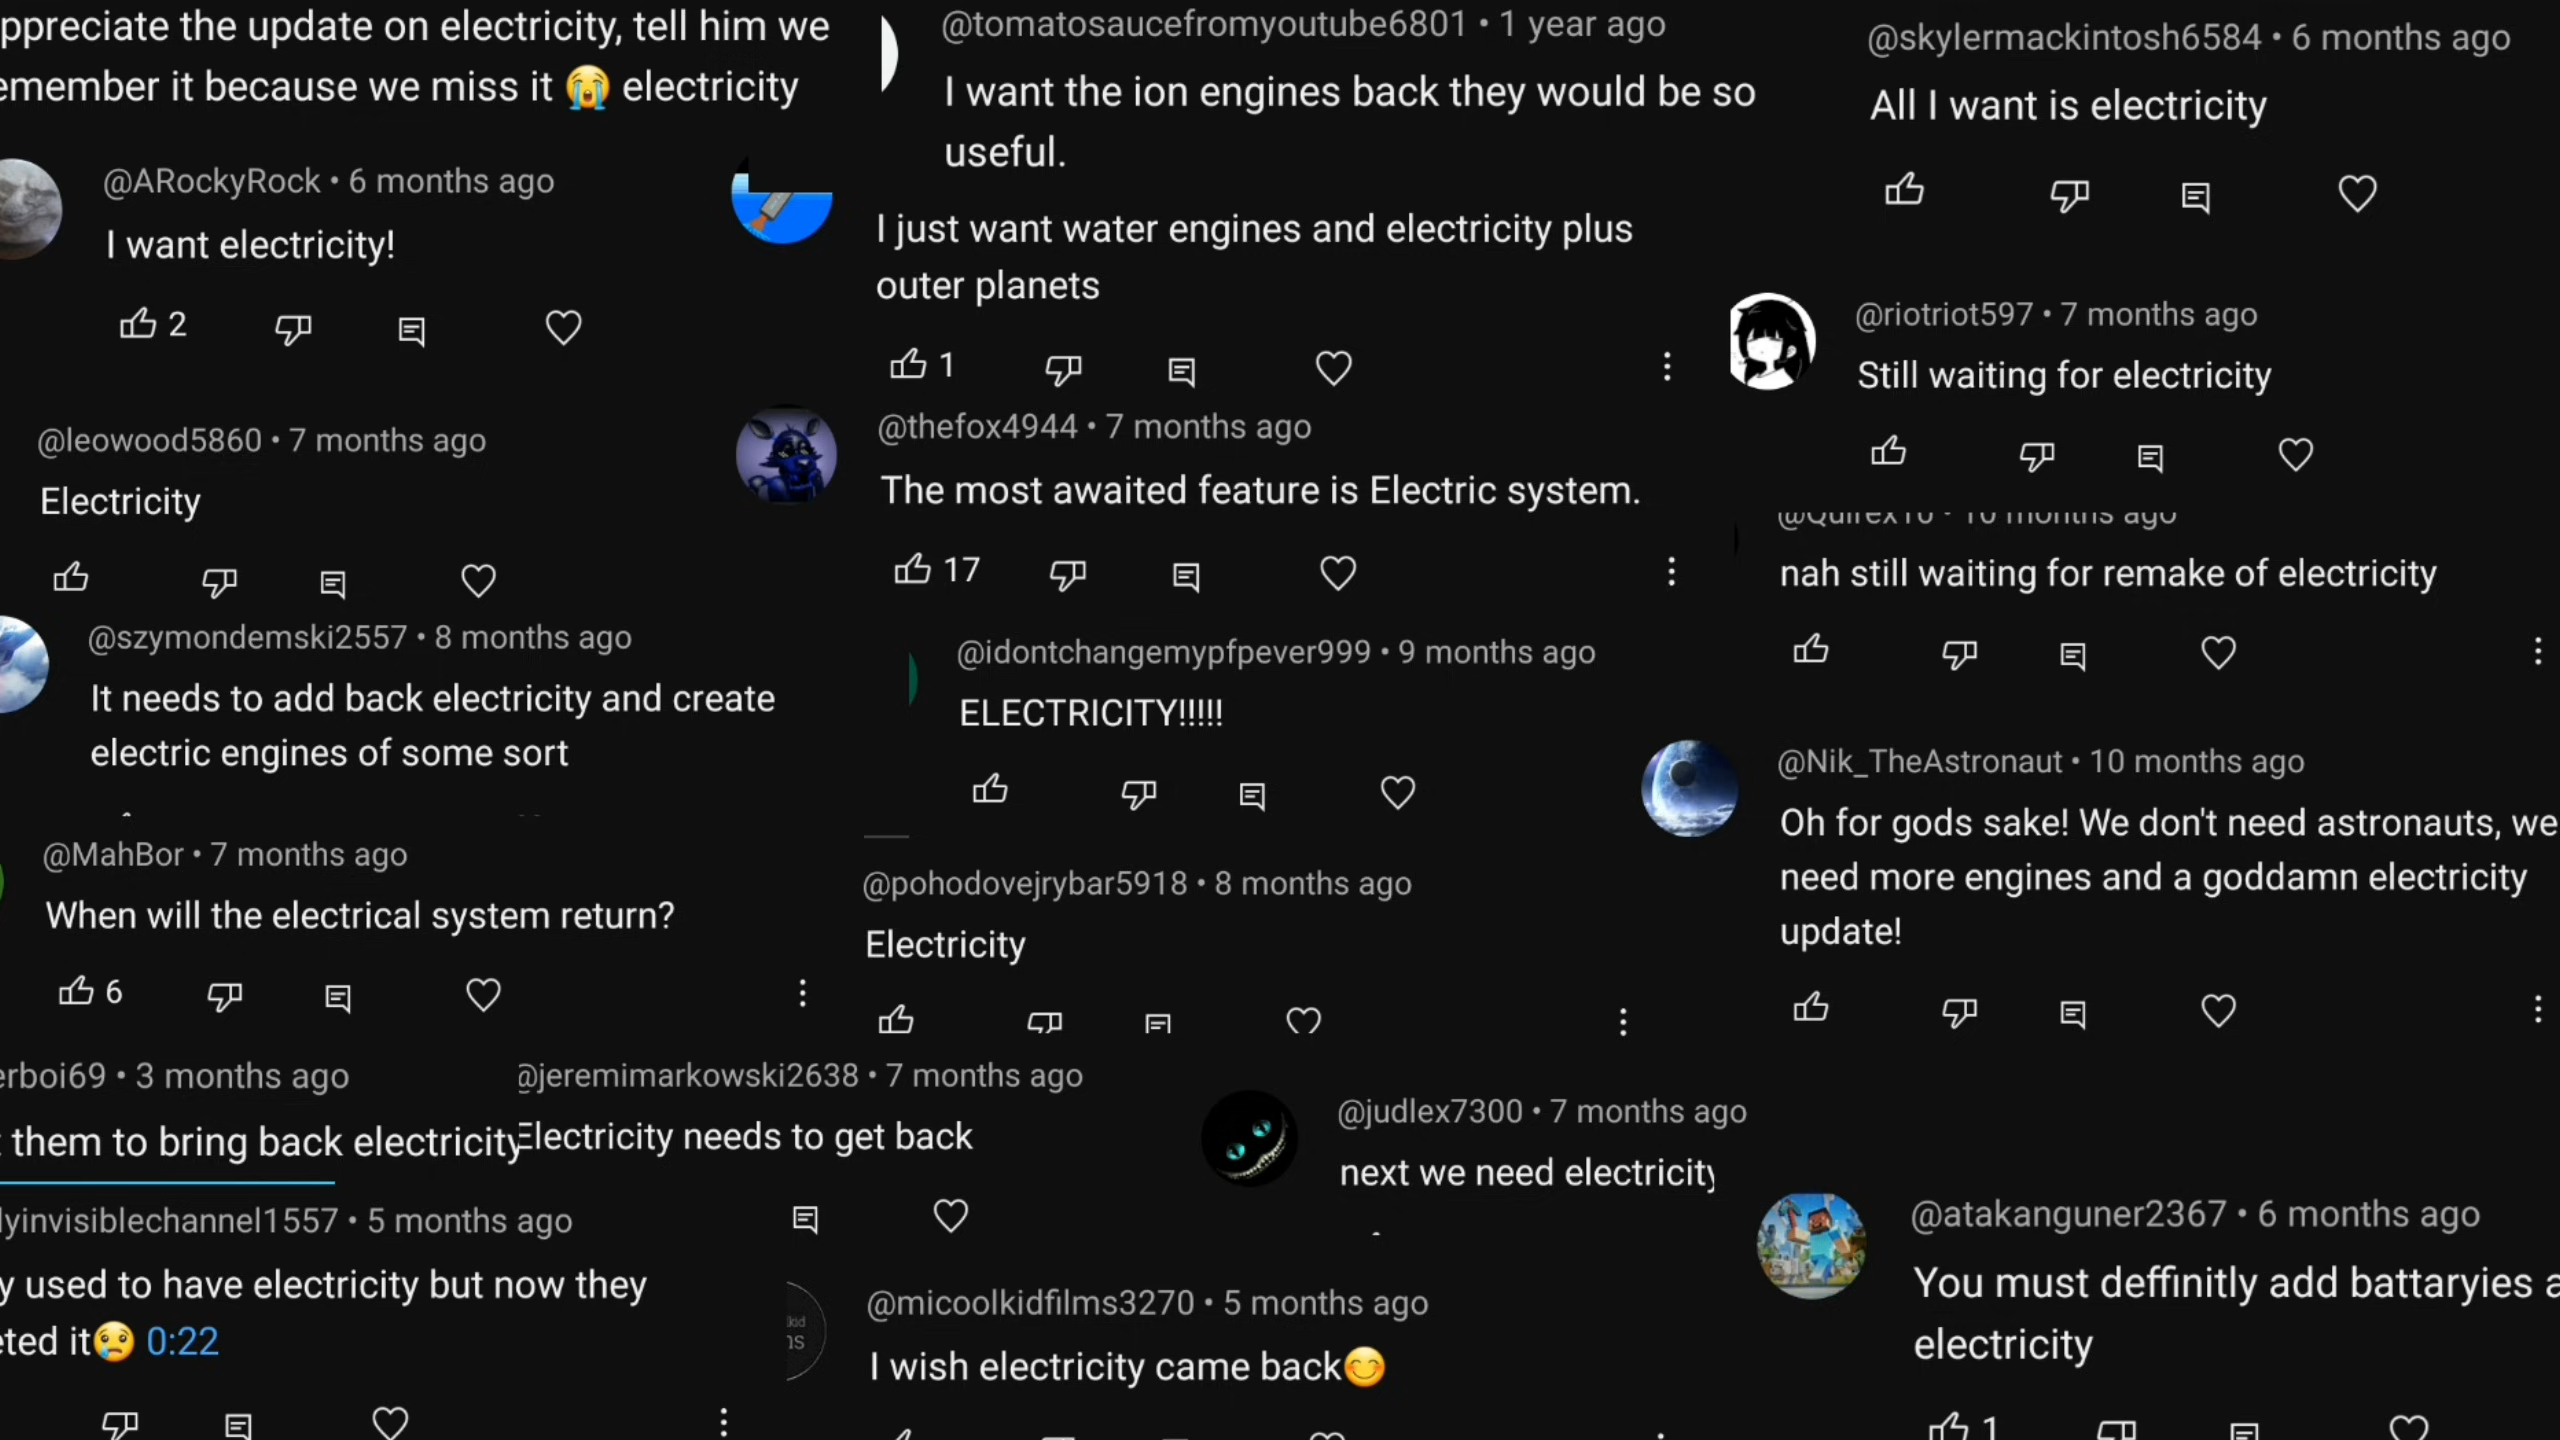 ppreciate the update on electricity, tell him we
emember it because we miss it 😭 electricity
@ARockyRock • 6 months ago
I want electricity!
2
@leowood5860 • 7 months ago
Electricity
@szymondemski2557 • 8 months ago
It needs to add back electricity and create
electric engines of some sort
@MahBor • 7 months ago
When will the electrical system return?
6
erboi69 • 3 months ago
them to bring back electricity
lyinvisiblechannel1557 • 5 months ago
y used to have electricity but now they
eted it😢 0:22
@tomatosaucefromyoutube6801 • 1 year ago
I want the ion engines back they would be so
useful.
I just want water engines and electricity plus
outer planets
1
@thefox4944 • 7 months ago
The most awaited feature is Electric system.
17
@idontchangemypfpever999 • 9 months ago
ELECTRICITY!!!!!
@pohodovejrybar5918 • 8 months ago
Electricity
@jeremimarkowski2638 • 7 months ago
Electricity needs to get back
@judlex7300 • 7 months ago
next we need electricity
@micoolkidfilms3270 • 5 months ago
I wish electricity came back😊
@skylermackintosh6584 • 6 months ago
All I want is electricity
@riotriot597 • 7 months ago
Still waiting for electricity
10 months ago
nah still waiting for remake of electricity
@Nik_TheAstronaut • 10 months ago
Oh for gods sake! We don't need astronauts, we
need more engines and a goddamn electricity
update!
@atakanguner2367 • 6 months ago
You must deffinitly add battaryies a
electricity
1